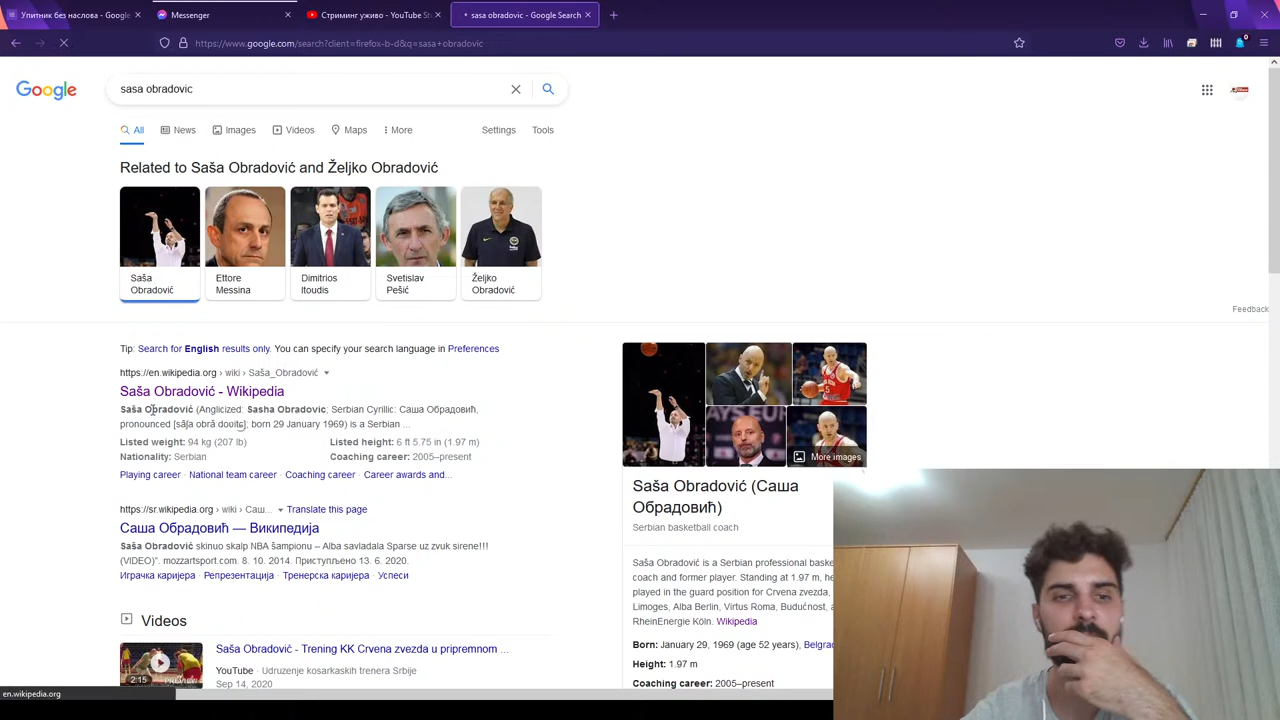 Упитник без наслова - Google
Messenger
Стриминг уживо - YouTube St
sasa obradovic - Google Search
https://www.google.com/search?client=firefox-b-d&q=sasa+obradovic
0
Google
sasa obradovic
All
News
Images
Videos
Maps
More
Settings
Tools
Related to Saša Obradović and Željko Obradović
Saša Obradović
Ettore Messina
Dimitrios Itoudis
Svetislav Pešić
Željko Obradović
Feedback
Tip: Search for English results only. You can specify your search language in Preferences
https://en.wikipedia.org › wiki › Saša_Obradović
Saša Obradović - Wikipedia
Saša Obradović (Anglicized: Sasha Obradovic; Serbian Cyrillic: Саша Обрадовић,
born 29 January 1969) is a Serbian ...
Listed weight: 94 kg (207 lb)
Listed height: 6 ft 5.75 in (1.97 m)
Nationality: Serbian
Coaching career: 2005–present
Playing career · National team career · Coaching career · Career awards and...
https://sr.wikipedia.org › wiki › Саш...
Translate this page
Саша Обрадовић — Википедија
Saša Obradović skinuo skalp NBA šampionu – Alba savladala Sparse uz zvuk sirene!!!
(VIDEO)". mozzartsport.com. 8. 10. 2014. Приступљено 13. 6. 2020.
Играчка каријера · Репрезентација · Тренерска каријера · Успеси
Videos
PREVIEW
2:15
Saša Obradović - Trening KK Crvena zvezda u pripremnom ...
YouTube · Udruzenje kosarkaskih trenera Srbije
Sep 14, 2020
More images
Saša Obradović (Саша
Обрадовић)
Serbian basketball coach
Saša Obradović is a Serbian professional basket
coach and former player. Standing at 1.97 m, he
played in the guard position for Crvena zvezda,
Limoges, Alba Berlin, Virtus Roma, Budućnost, a
RheinEnergie Köln. Wikipedia
Born: January 29, 1969 (age 52 years), Belgra
Height: 1.97 m
Coaching career: 2005–present
en.wikipedia.org